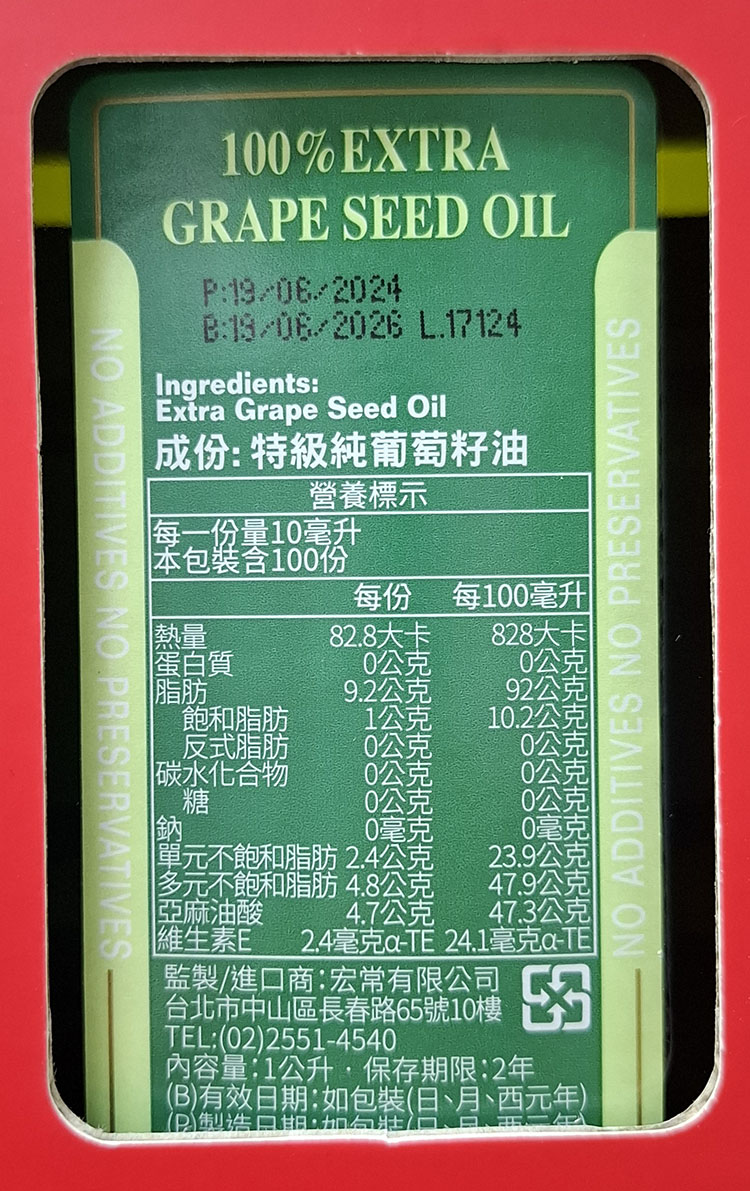 100% EXTRA
GRAPE SEED OIL
P:19/06/2024
B:19/06/2026 L.17124
Ingredients:
Extra Grape Seed Oil
成份: 特級純葡萄籽油
營養標示
每一份量10毫升
本包裝含100份
每份 每100毫升
熱量 82.8大卡 828大卡
蛋白質 0公克 0公克
脂肪 9.2公克 92公克
飽和脂肪 1公克 10.2公克
反式脂肪 0公克 0公克
碳水化合物 0公克 0公克
糖 0公克 0公克
鈉 0毫克 0毫克
單元不飽和脂肪 2.4公克 23.9公克
多元不飽和脂肪 4.8公克 47.9公克
亞麻油酸 4.7公克 47.3公克
維生素E 2.4毫克α-TE 24.1毫克α-TE
監製/進口商:宏常有限公司
台北市中山區長春路65號10樓
TEL:(02)2551-4540
內容量:1公升‧保存期限:2年
(B)有效日期:如包裝(日、月、西元年)
(P)製造日期:如包裝(日、月、西元年)
NO ADDITIVES NO PRESERVATIVES
NO ADDITIVES NO PRESERVATIVES